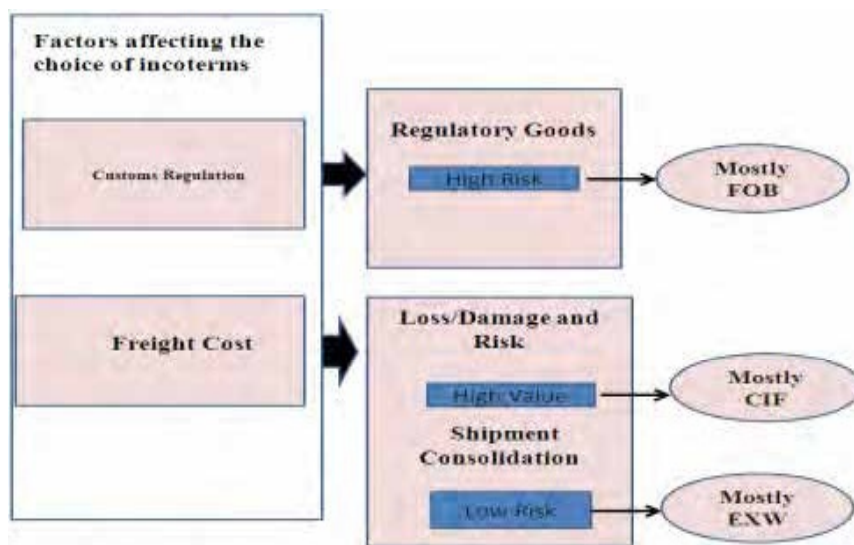 Factors affecting the
choice of incoterms
Customs Regulation
Freight Cost
Regulatory Goods
High Risk
Mostly
FOB
Loss/Damage and
Risk
High Value
Mostly
CIF
Shipment
Consolidation
Low Risk
Mostly
EXW